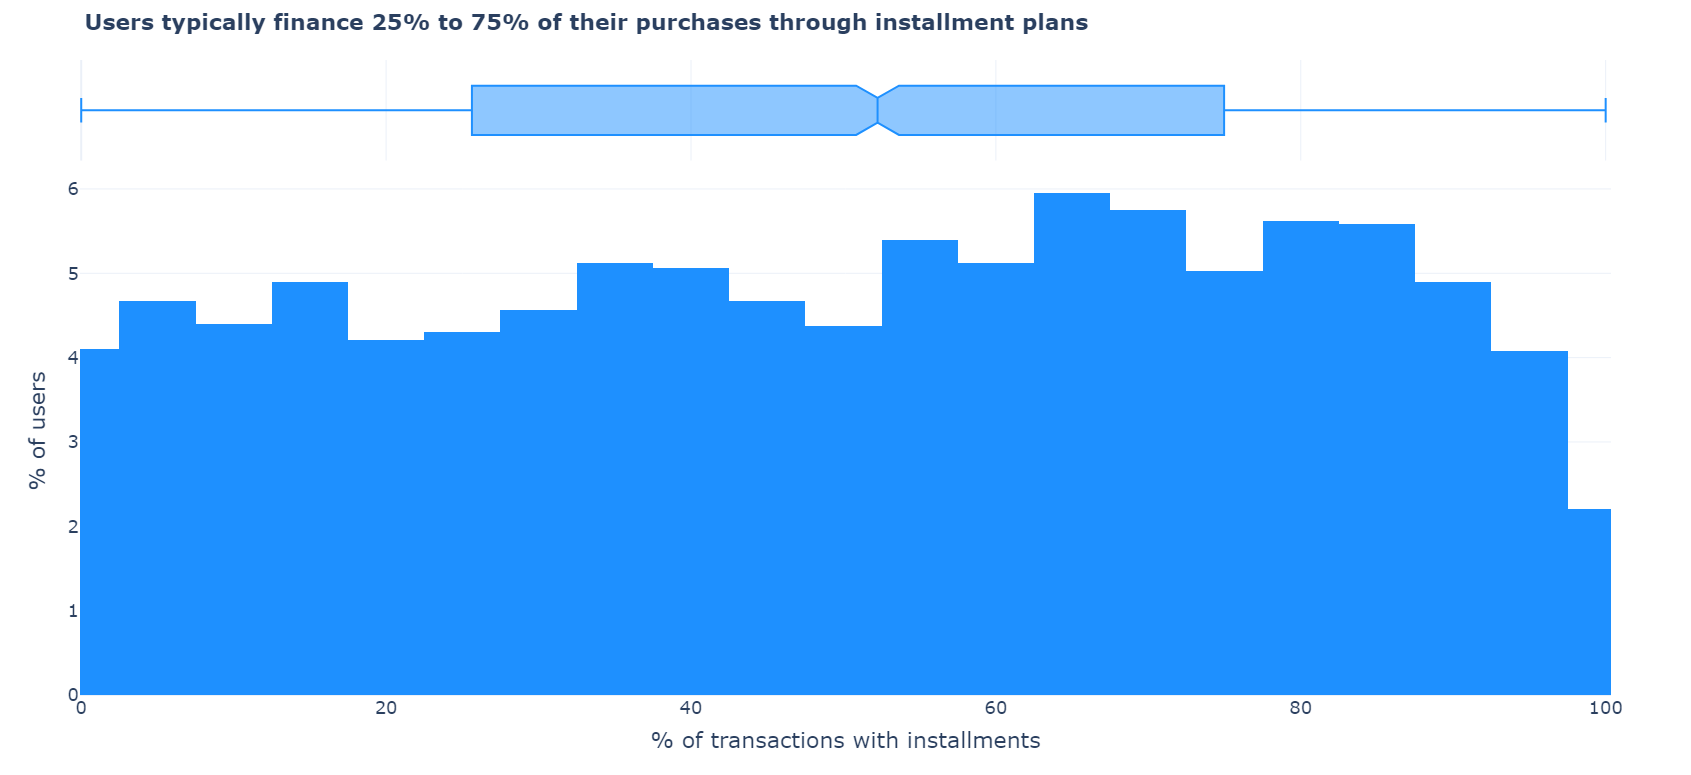 Users typically finance 25% to 75% of their purchases through installment plans
6
5
4
3
2
1
0
% of users
0 20 40 60 80 100
% of transactions with installments